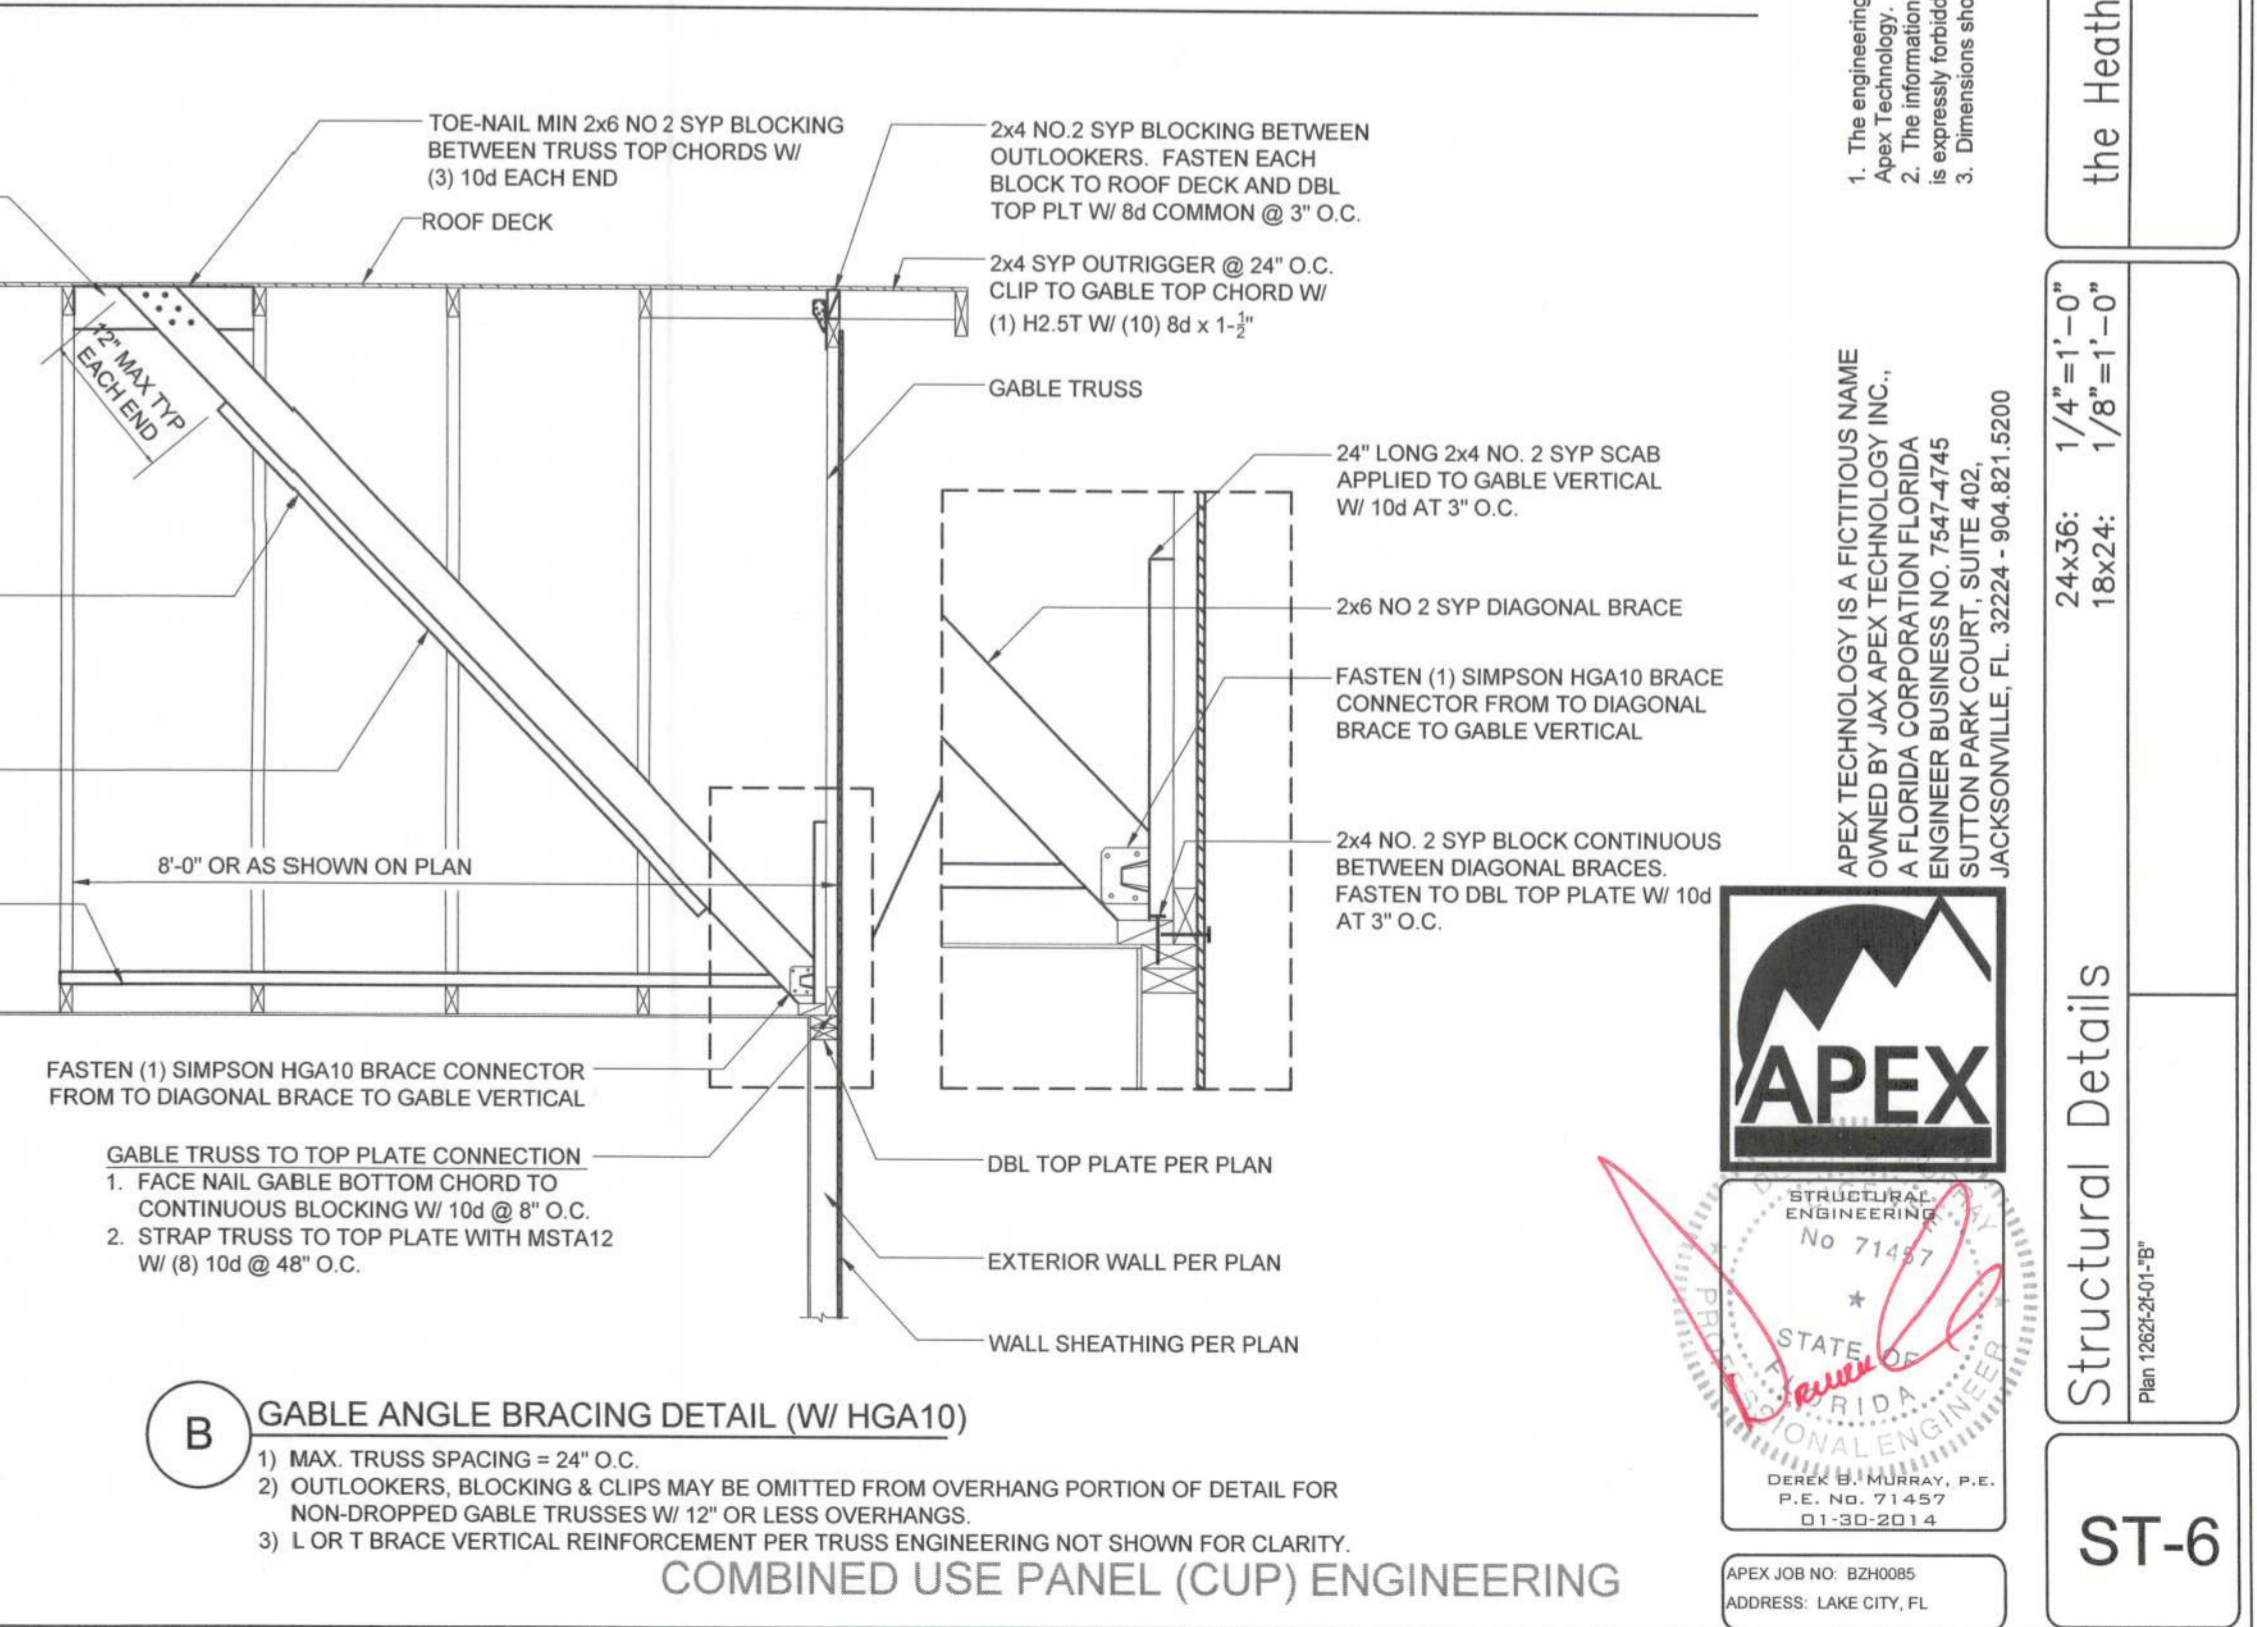 TOE-NAIL MIN 2x6 NO 2 SYP BLOCKING
BETWEEN TRUSS TOP CHORDS W/
(3) 10d EACH END
ROOF DECK
2x4 NO.2 SYP BLOCKING BETWEEN
OUTLOOKERS. FASTEN EACH
BLOCK TO ROOF DECK AND DBL
TOP PLT W/ 8d COMMON @ 3" O.C.
2x4 SYP OUTRIGGER @ 24" O.C.
CLIP TO GABLE TOP CHORD W/
(1) H2.5T W/ (10) 8d x 1-½"
12" MAX TYP
EACH END
GABLE TRUSS
24" LONG 2x4 NO. 2 SYP SCAB
APPLIED TO GABLE VERTICAL
W/ 10d AT 3" O.C.
2x6 NO 2 SYP DIAGONAL BRACE
FASTEN (1) SIMPSON HGA10 BRACE
CONNECTOR FROM TO DIAGONAL
BRACE TO GABLE VERTICAL
2x4 NO. 2 SYP BLOCK CONTINUOUS
BETWEEN DIAGONAL BRACES.
FASTEN TO DBL TOP PLATE W/ 10d
AT 3" O.C.
8'-0" OR AS SHOWN ON PLAN
FASTEN (1) SIMPSON HGA10 BRACE CONNECTOR
FROM TO DIAGONAL BRACE TO GABLE VERTICAL
GABLE TRUSS TO TOP PLATE CONNECTION
1. FACE NAIL GABLE BOTTOM CHORD TO
CONTINUOUS BLOCKING W/ 10d @ 8" O.C.
2. STRAP TRUSS TO TOP PLATE WITH MSTA12
W/ (8) 10d @ 48" O.C.
DBL TOP PLATE PER PLAN
EXTERIOR WALL PER PLAN
WALL SHEATHING PER PLAN
B
GABLE ANGLE BRACING DETAIL (W/ HGA10)
1) MAX. TRUSS SPACING = 24" O.C.
2) OUTLOOKERS, BLOCKING & CLIPS MAY BE OMITTED FROM OVERHANG PORTION OF DETAIL FOR
NON-DROPPED GABLE TRUSSES W/ 12" OR LESS OVERHANGS.
3) L OR T BRACE VERTICAL REINFORCEMENT PER TRUSS ENGINEERING NOT SHOWN FOR CLARITY.
COMBINED USE PANEL (CUP) ENGINEERING
1. The engineering
Apex Technology.
2. The information
is expressly forbidd
3. Dimensions sho
APEX TECHNOLOGY IS A FICTITIOUS NAME
OWNED BY JAX APEX TECHNOLOGY INC.,
A FLORIDA CORPORATION FLORIDA
ENGINEER BUSINESS NO. 7547-4745
SUTTON PARK COURT, SUITE 402,
JACKSONVILLE, FL. 32224 - 904.821.5200
APEX
STRUCTURAL
ENGINEERING
No 71457
STATE OF
FLORIDA
PROFESSIONAL ENGINEER
DEREK B. MURRAY, P.E.
P.E. No. 71457
01-30-2014
APEX JOB NO: BZH0085
ADDRESS: LAKE CITY, FL
the Heath
24x36: 1/4"=1'-0"
18x24: 1/8"=1'-0"
Structural Details
Plan 1262f-2f-01-"B"
ST-6